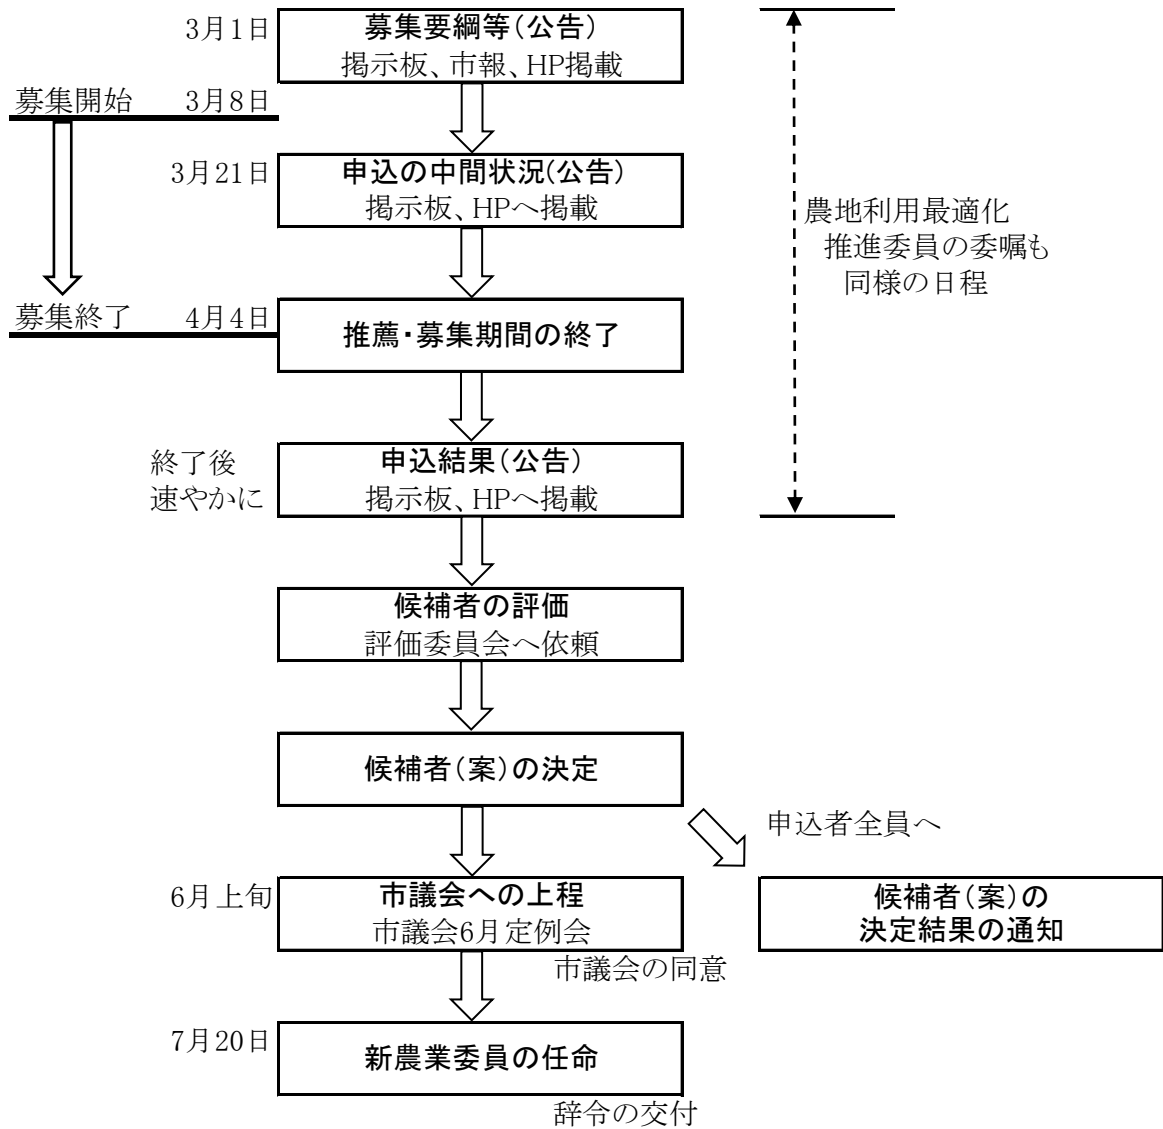 3月1日
募集要綱等(公告)
掲示板、市報、HP掲載
募集開始 3月8日
3月21日
申込の中間状況(公告)
掲示板、HPへ掲載
農地利用最適化
推進委員の委嘱も
同様の日程
募集終了 4月4日
推薦・募集期間の終了
終了後
速やかに
申込結果(公告)
掲示板、HPへ掲載
候補者の評価
評価委員会へ依頼
候補者(案)の決定
申込者全員へ
6月上旬
市議会への上程
市議会6月定例会
候補者(案)の
決定結果の通知
市議会の同意
7月20日
新農業委員の任命
辞令の交付